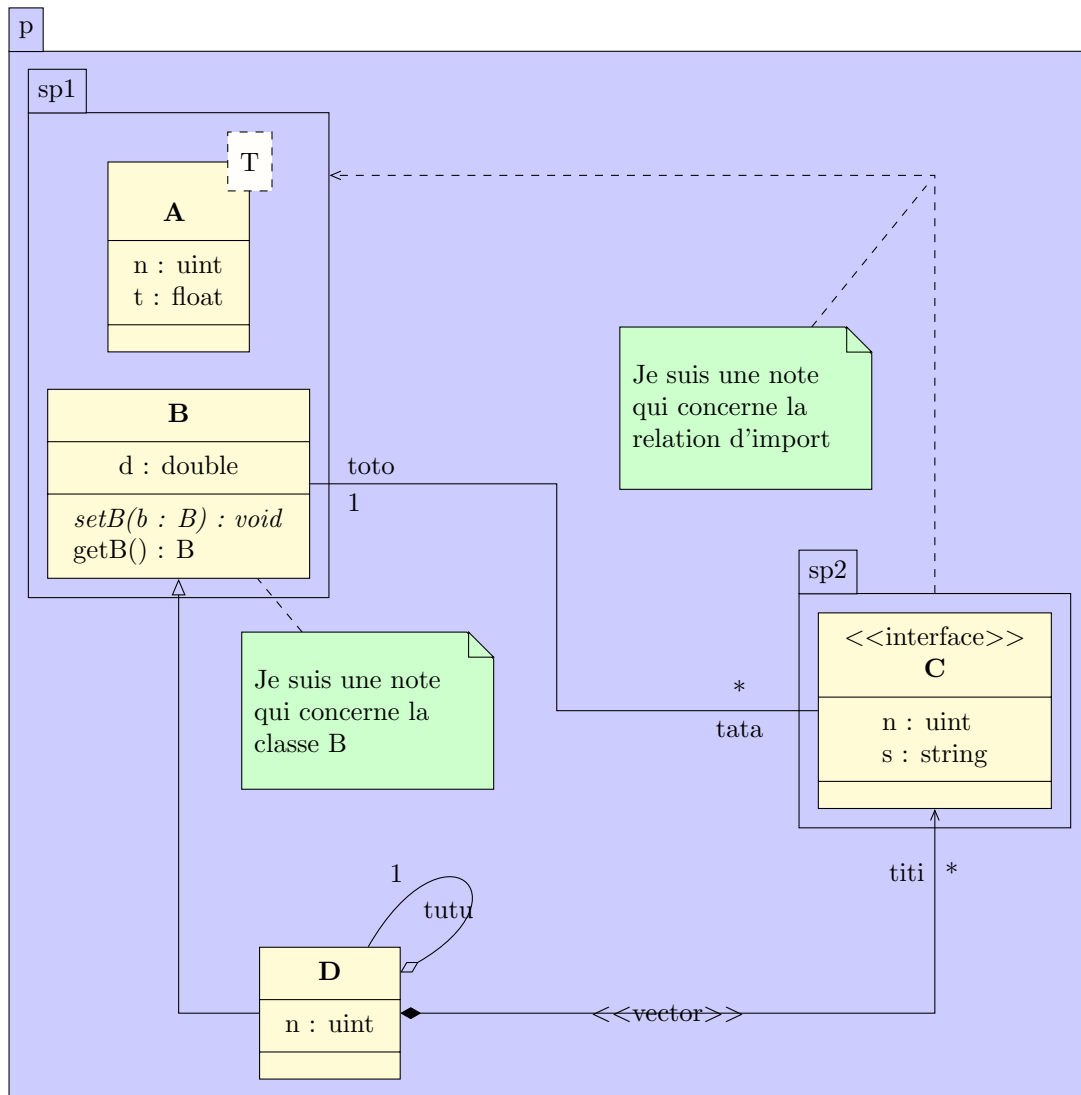 p
sp1
T
A
n : uint
t : float
Je suis une note
qui concerne la
relation d'import
B
d : double
setB(b : B) : void
getB() : B
toto
1
sp2
<<interface>>
C
n : uint
s : string
*
tata
Je suis une note
qui concerne la
classe B
titi
*
1
tutu
D
n : uint
<<vector>>